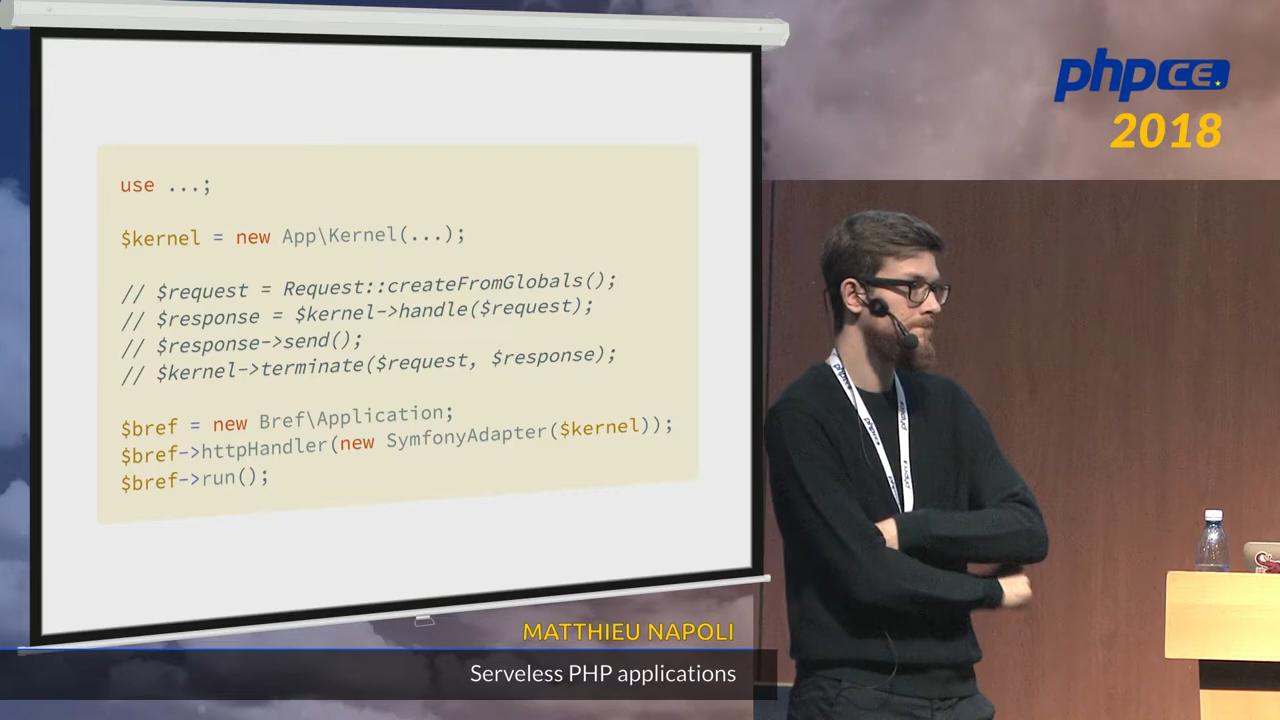 use ...;
$kernel = new App\Kernel(...);
// $request = Request::createFromGlobals();
// $response = $kernel->handle($request);
// $response->send();
// $kernel->terminate($request, $response);
$bref = new Bref\Application;
$bref->httpHandler(new SymfonyAdapter($kernel));
$bref->run();
phpce
2018
MATTHIEU NAPOLI
Serveless PHP applications
phpce